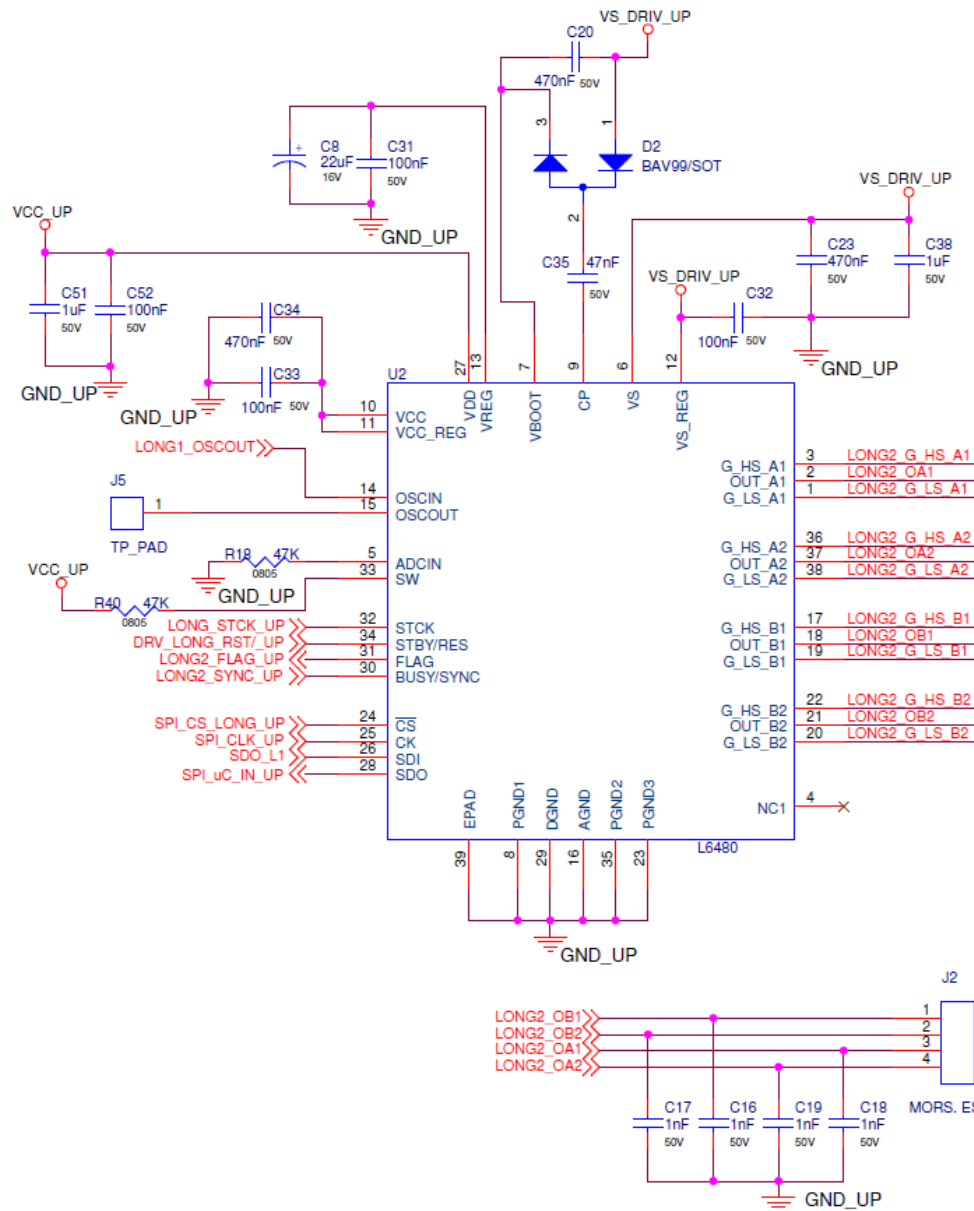 VS_DRIV_UP
C20
470nF 50V
3
1
D2
BAV99/SOT
2
C8
22uF
16V
C31
100nF
50V
GND_UP
VCC_UP
C51
1uF
50V
C52
100nF
50V
GND_UP
C34
470nF 50V
C33
100nF 50V
GND_UP
C35 47nF
50V
VS_DRIV_UP
C23
470nF
50V
C38
1uF
50V
VS_DRIV_UP
C32
100nF 50V
GND_UP
U2
27 VDD
13 VREG
7 VBOOT
9 CP
6 VS
12 VS_REG
10 VCC
11 VCC_REG
LONG1_OSCOUT
14 OSCIN
15 OSCOUT
J5
1
TP_PAD
R18 47K
0805
5 ADCIN
33 SW
GND_UP
VCC_UP
R40 47K
0805
LONG_STCK_UP 32 STCK
DRV_LONG_RST/_UP 34 STBY/RES
LONG2_FLAG_UP 31 FLAG
LONG2_SYNC_UP 30 BUSY/SYNC
SPI_CS_LONG_UP 24 CS
SPI_CLK_UP 25 CK
SDO_L1 26 SDI
SPI_uC_IN_UP 28 SDO
G_HS_A1 3 LONG2_G_HS_A1
OUT_A1 2 LONG2_OA1
G_LS_A1 1 LONG2_G_LS_A1
G_HS_A2 36 LONG2_G_HS_A2
OUT_A2 37 LONG2_OA2
G_LS_A2 38 LONG2_G_LS_A2
G_HS_B1 17 LONG2_G_HS_B1
OUT_B1 18 LONG2_OB1
G_LS_B1 19 LONG2_G_LS_B1
G_HS_B2 22 LONG2_G_HS_B2
OUT_B2 21 LONG2_OB2
G_LS_B2 20 LONG2_G_LS_B2
NC1 4
L6480
EPAD 39
PGND1 8
DGND 29
AGND 16
PGND2 35
PGND3 23
GND_UP
J2
LONG2_OB1 1
LONG2_OB2 2
LONG2_OA1 3
LONG2_OA2 4
MORS.
C17
1nF
50V
C16
1nF
50V
C19
1nF
50V
C18
1nF
50V
GND_UP